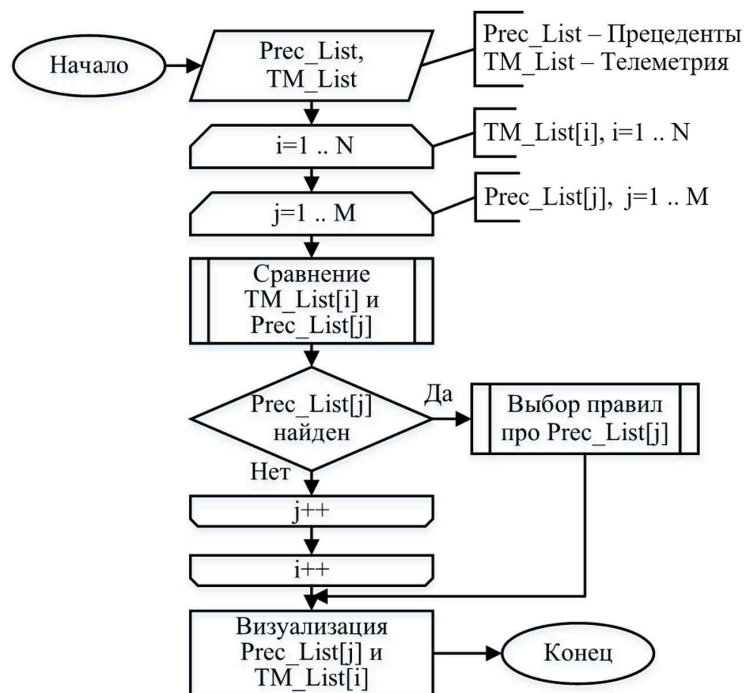 Начало
Prec_List,
TM_List
Prec_List – Прецеденты
TM_List – Телеметрия
i=1 .. N
TM_List[i], i=1 .. N
j=1 .. M
Prec_List[j], j=1 .. M
Сравнение
TM_List[i] и
Prec_List[j]
Prec_List[j]
найден
Да
Выбор правил
про Prec_List[j]
Нет
j++
i++
Визуализация
Prec_List[j] и
TM_List[i]
Конец